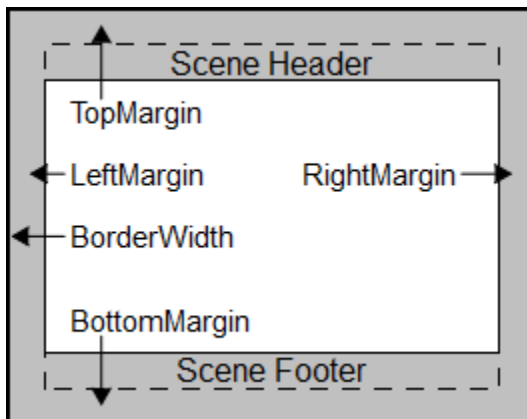 Scene Header
TopMargin
LeftMargin RightMargin
BorderWidth
BottomMargin
Scene Footer